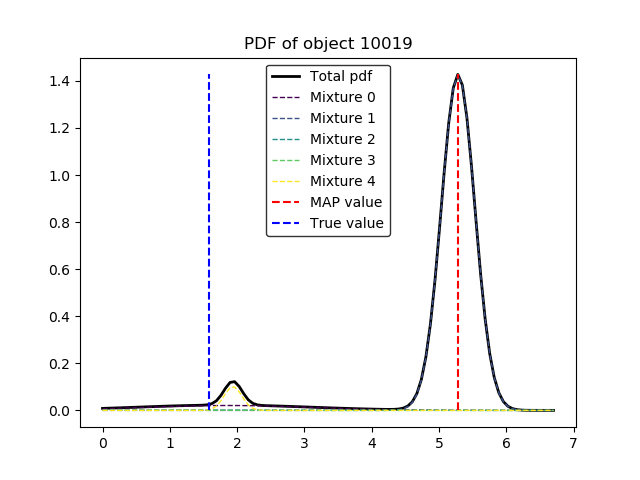 PDF of object 10019
1.4
1.2
1.0
0.8
0.6
0.4
0.2
0.0
Total pdf
Mixture 0
Mixture 1
Mixture 2
Mixture 3
Mixture 4
MAP value
True value
0 1 2 3 4 5 6 7